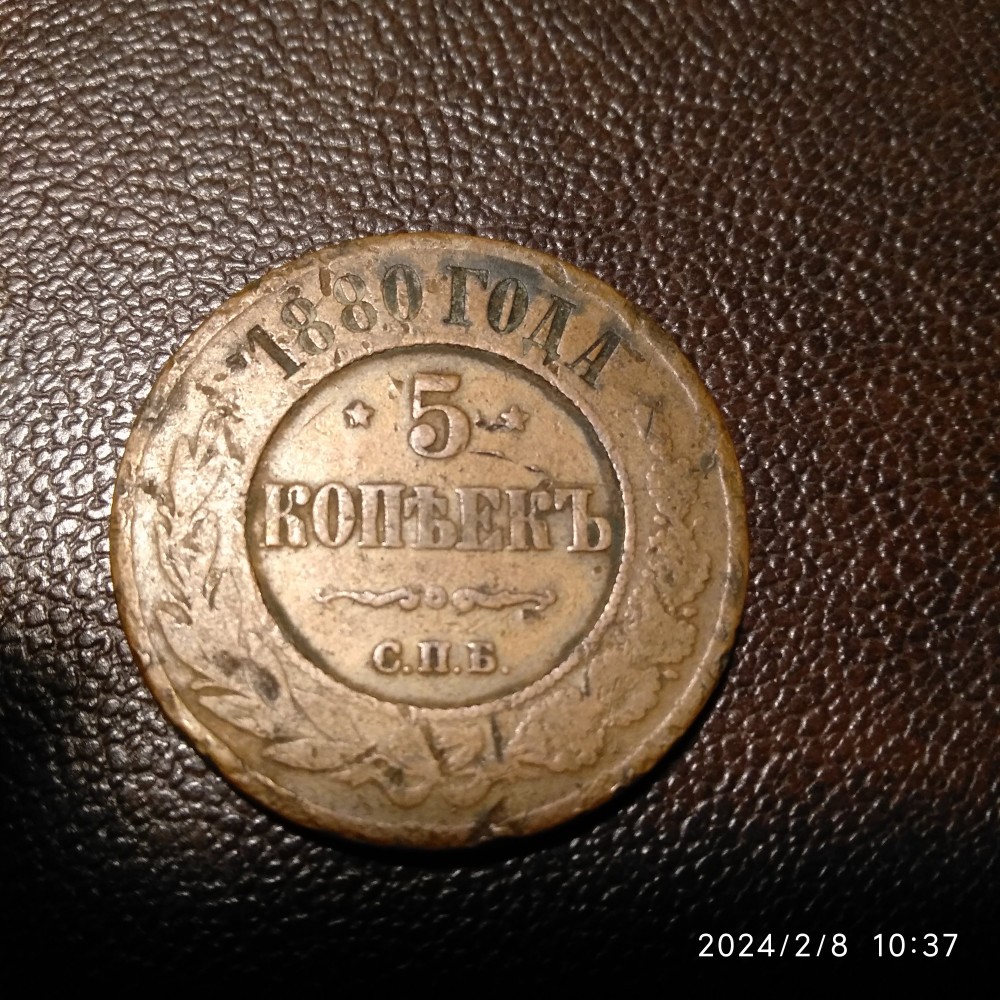 1880 ГОДА
5
КОПѢЕКЪ
С.П.Б.
2024/2/8 10:37